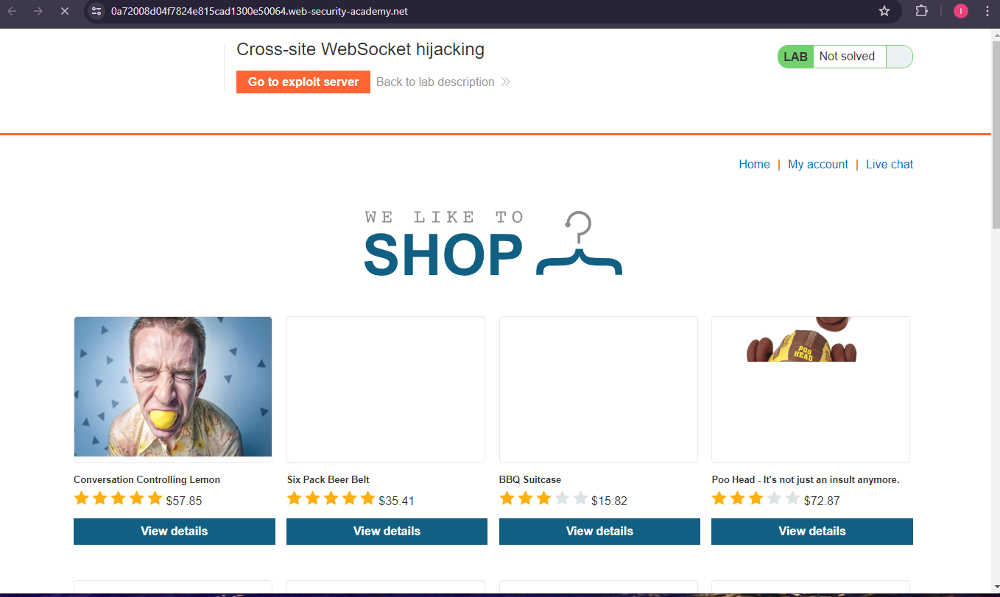 0a72008d04f7824e815cad1300e50064.web-security-academy.net
I
Cross-site WebSocket hijacking
LAB Not solved
Go to exploit server Back to lab description
Home | My account | Live chat
WE LIKE TO
SHOP
POO
HEAD
Conversation Controlling Lemon Six Pack Beer Belt BBQ Suitcase Poo Head - It's not just an insult anymore.
$57.85 $35.41 $15.82 $72.87
View details View details View details View details